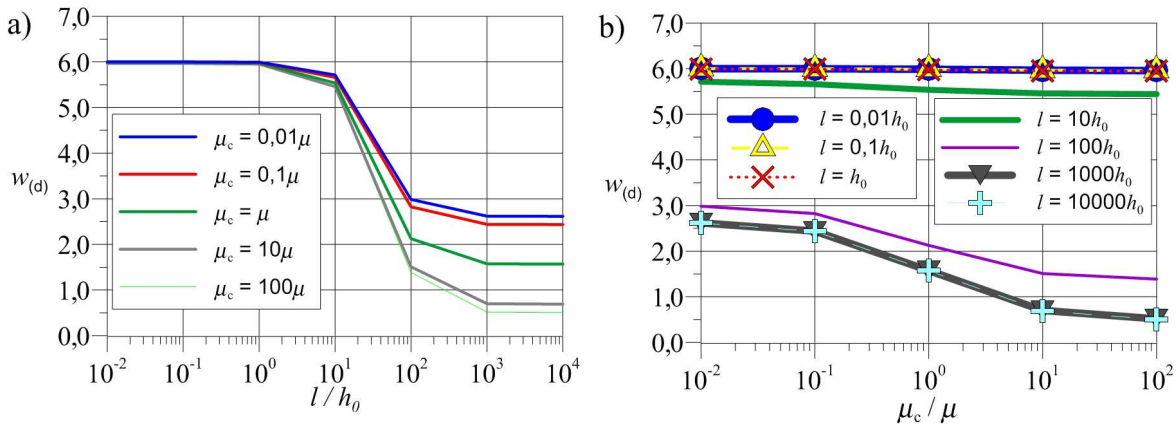 a)
7,0
6,0
5,0
4,0
3,0
2,0
1,0
0,0
w(d)
μc = 0,01μ
μc = 0,1μ
μc = μ
μc = 10μ
μc = 100μ
10⁻² 10⁻¹ 10⁰ 10¹ 10² 10³ 10⁴
l / h₀
b)
7,0
6,0
5,0
4,0
3,0
2,0
1,0
0,0
w(d)
l = 0,01h₀
l = 0,1h₀
l = h₀
l = 10h₀
l = 100h₀
l = 1000h₀
l = 10000h₀
10⁻² 10⁻¹ 10⁰ 10¹ 10²
μc / μ